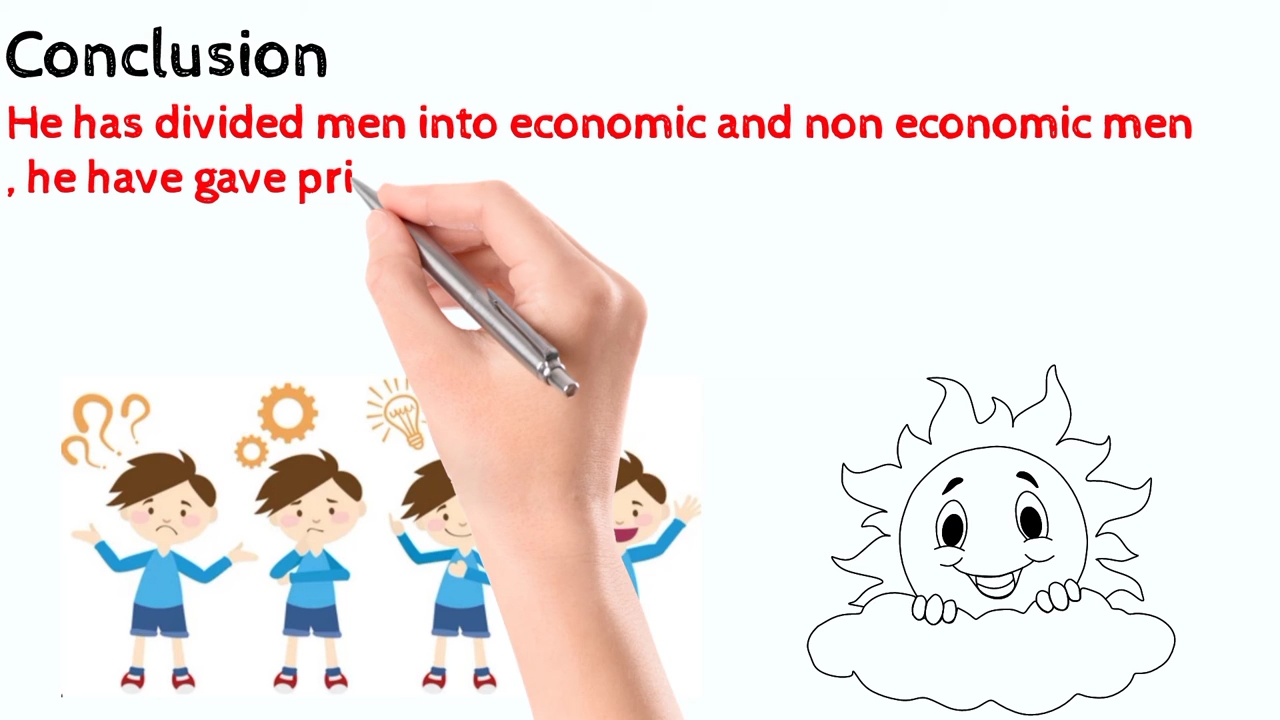 Conclusion
He has divided men into economic and non economic men
, he have gave pri